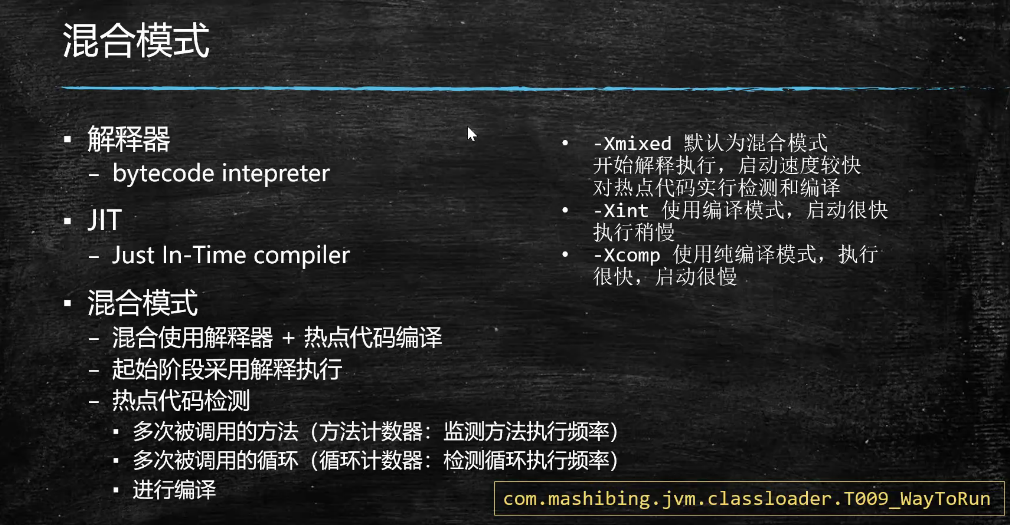 混合模式
▪ 解释器
– bytecode intepreter
▪ JIT
– Just In-Time compiler
▪ 混合模式
– 混合使用解释器 + 热点代码编译
– 起始阶段采用解释执行
– 热点代码检测
▪ 多次被调用的方法（方法计数器：监测方法执行频率）
▪ 多次被调用的循环（循环计数器：检测循环执行频率）
▪ 进行编译
• -Xmixed 默认为混合模式
开始解释执行，启动速度较快
对热点代码实行检测和编译
• -Xint 使用编译模式，启动很快
执行稍慢
• -Xcomp 使用纯编译模式，执行
很快，启动很慢
com.mashibing.jvm.classloader.T009_WayToRun